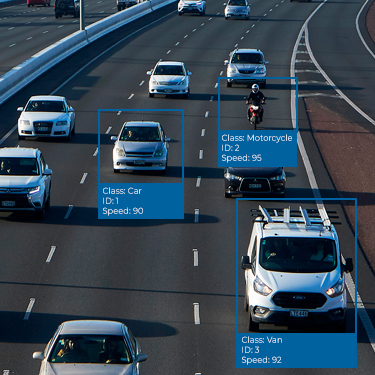 Class: Motorcycle
ID: 2
Speed: 95
Class: Car
ID: 1
Speed: 90
Class: Van
ID: 3
Speed: 92